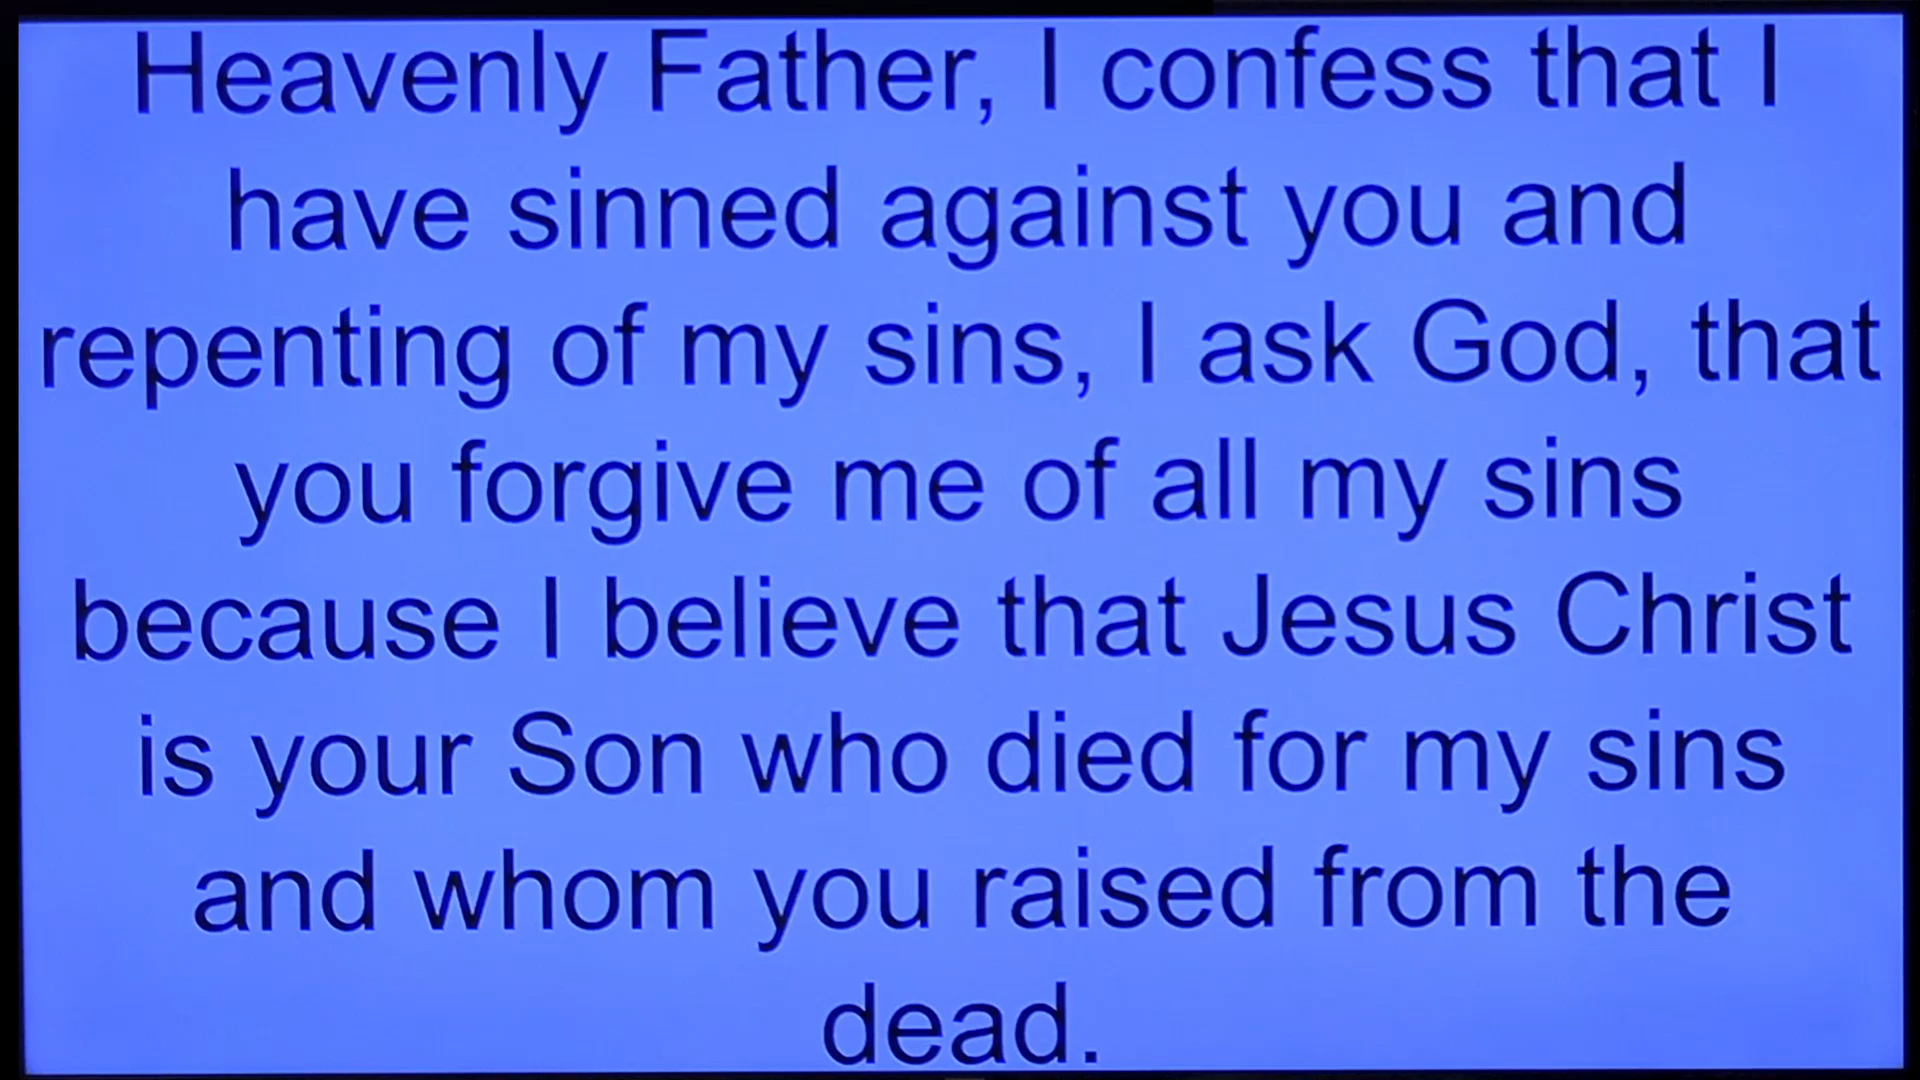 Heavenly Father, I confess that I
have sinned against you and
repenting of my sins, I ask God, that
you forgive me of all my sins
because I believe that Jesus Christ
is your Son who died for my sins
and whom you raised from the
dead.